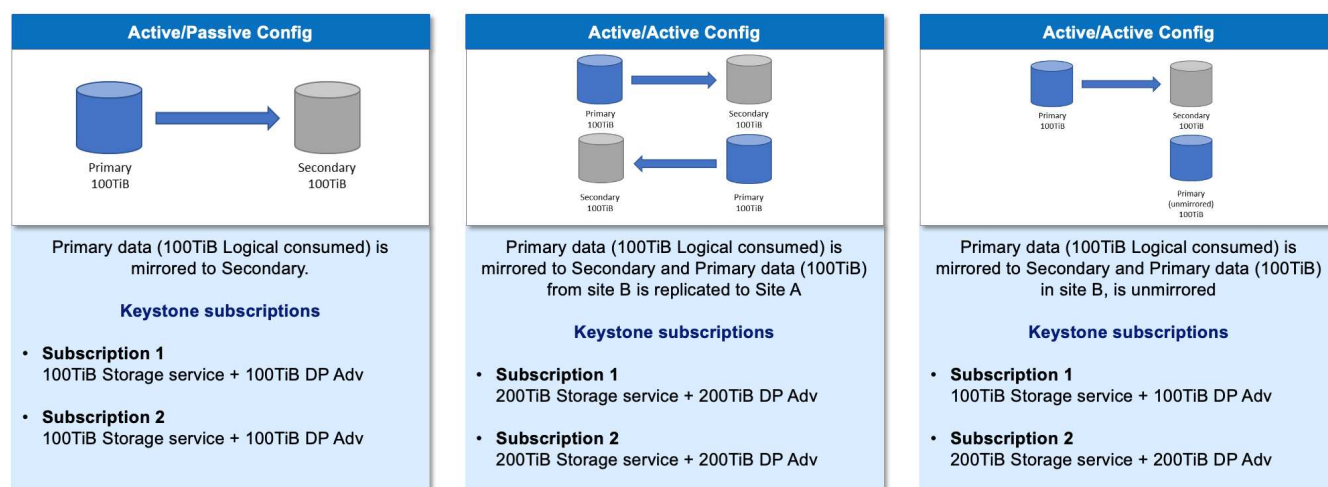 Active/Passive Config
Primary
100TiB
Secondary
100TiB
Primary data (100TiB Logical consumed) is
mirrored to Secondary.
Keystone subscriptions
• Subscription 1
100TiB Storage service + 100TiB DP Adv
• Subscription 2
100TiB Storage service + 100TiB DP Adv
Active/Active Config
Primary
100TiB
Secondary
100TiB
Secondary
100TiB
Primary
100TiB
Primary data (100TiB Logical consumed) is
mirrored to Secondary and Primary data (100TiB)
from site B is replicated to Site A
Keystone subscriptions
• Subscription 1
200TiB Storage service + 200TiB DP Adv
• Subscription 2
200TiB Storage service + 200TiB DP Adv
Active/Active Config
Primary
100TiB
Secondary
100TiB
Primary
(unmirrored)
100TiB
Primary data (100TiB Logical consumed) is
mirrored to Secondary and Primary data (100TiB)
in site B, is unmirrored
Keystone subscriptions
• Subscription 1
100TiB Storage service + 100TiB DP Adv
• Subscription 2
200TiB Storage service + 200TiB DP Adv